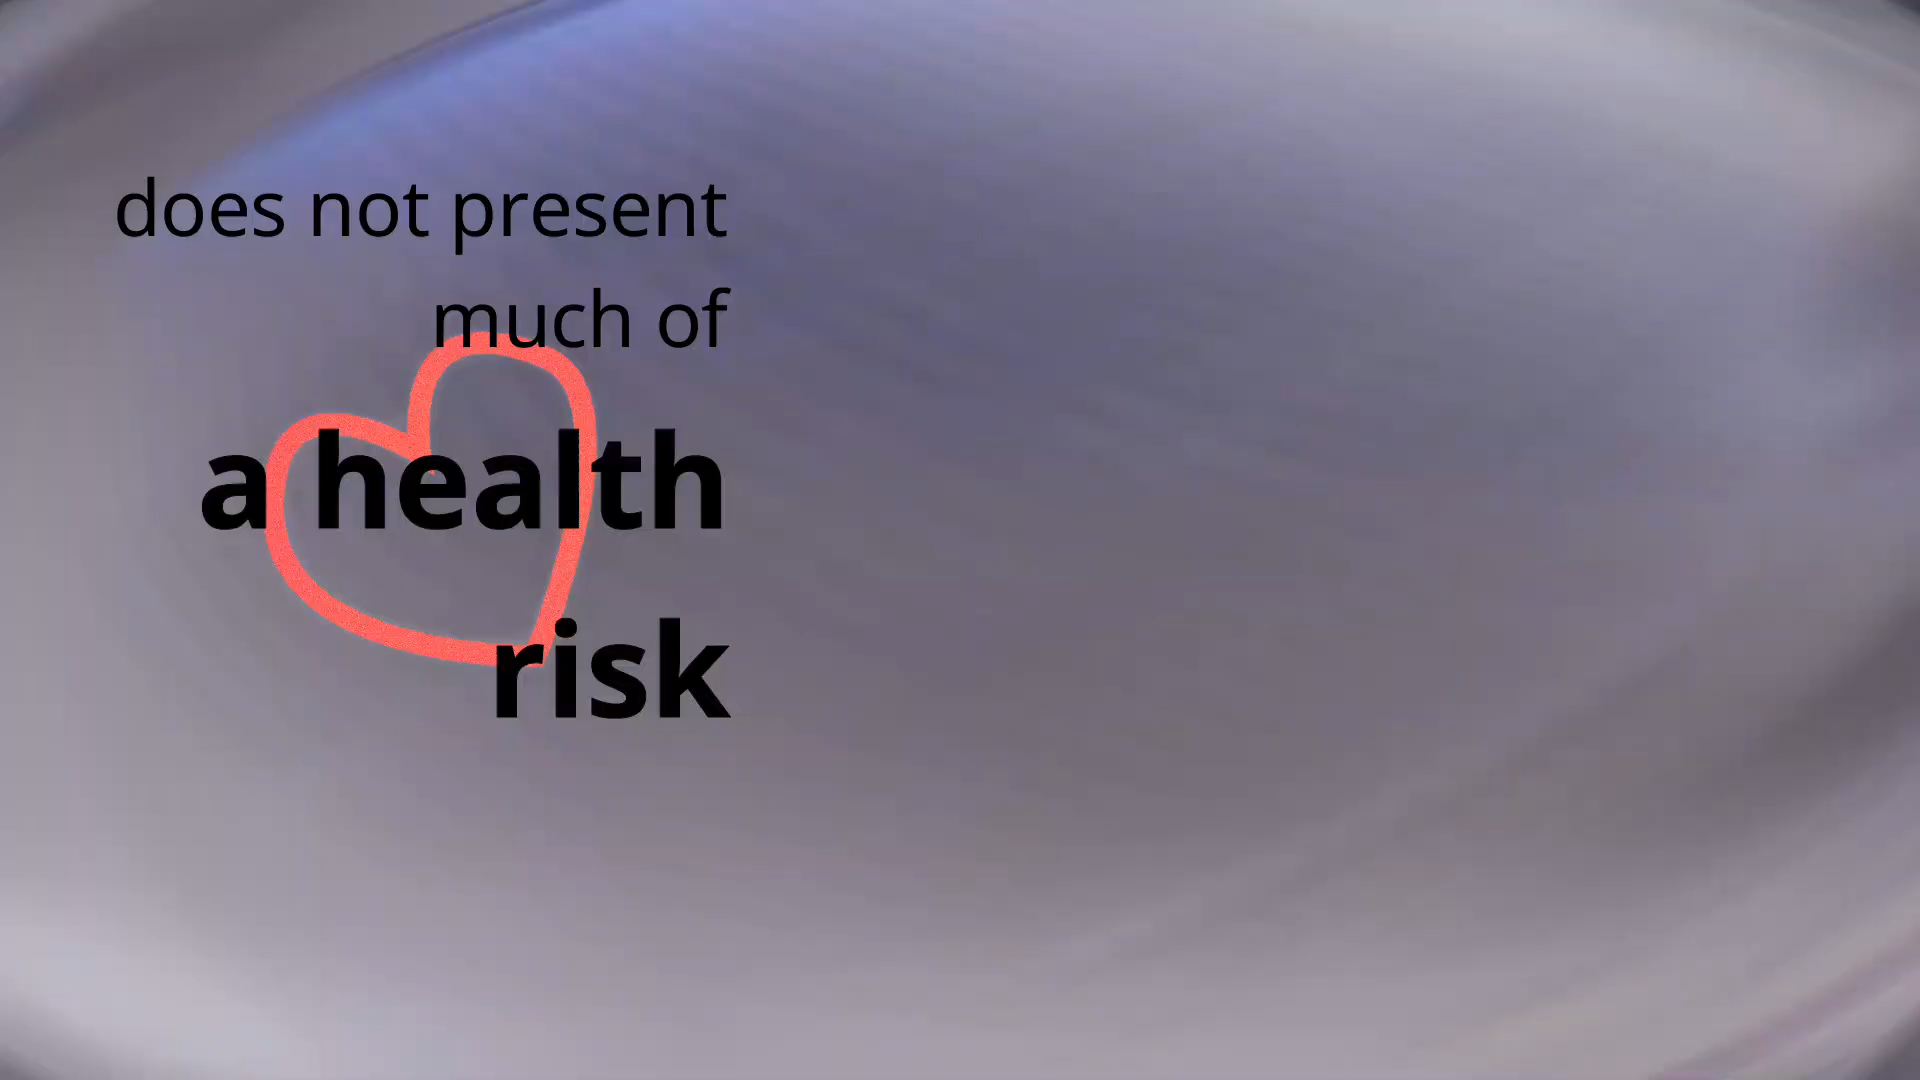 does not present
much of
a health
risk